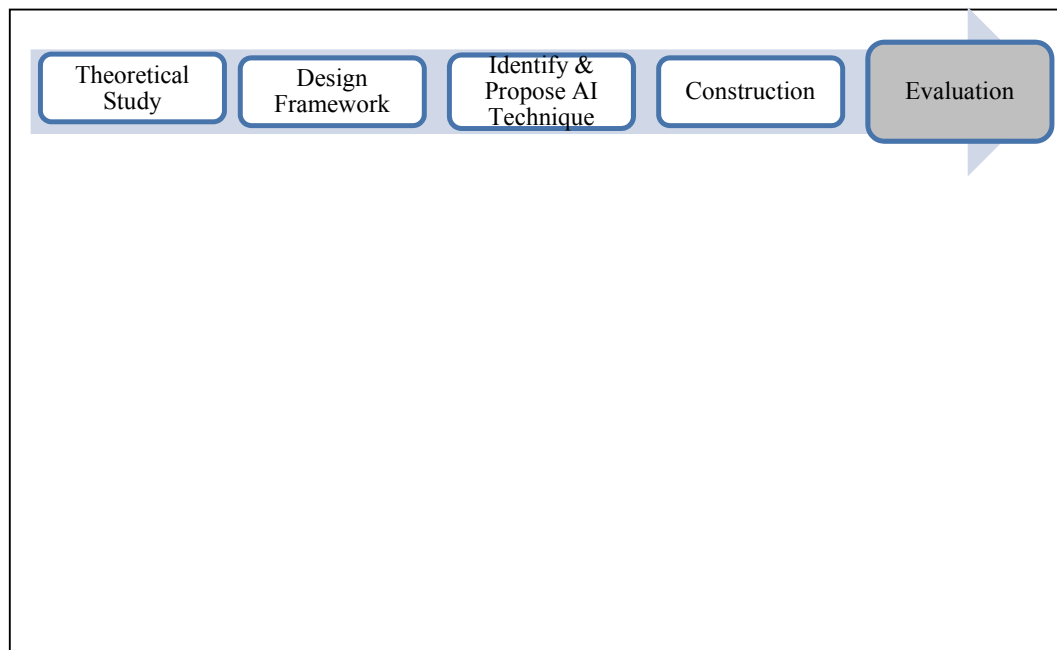 Theoretical
Study
Design
Framework
Identify &
Propose AI
Technique
Construction
Evaluation